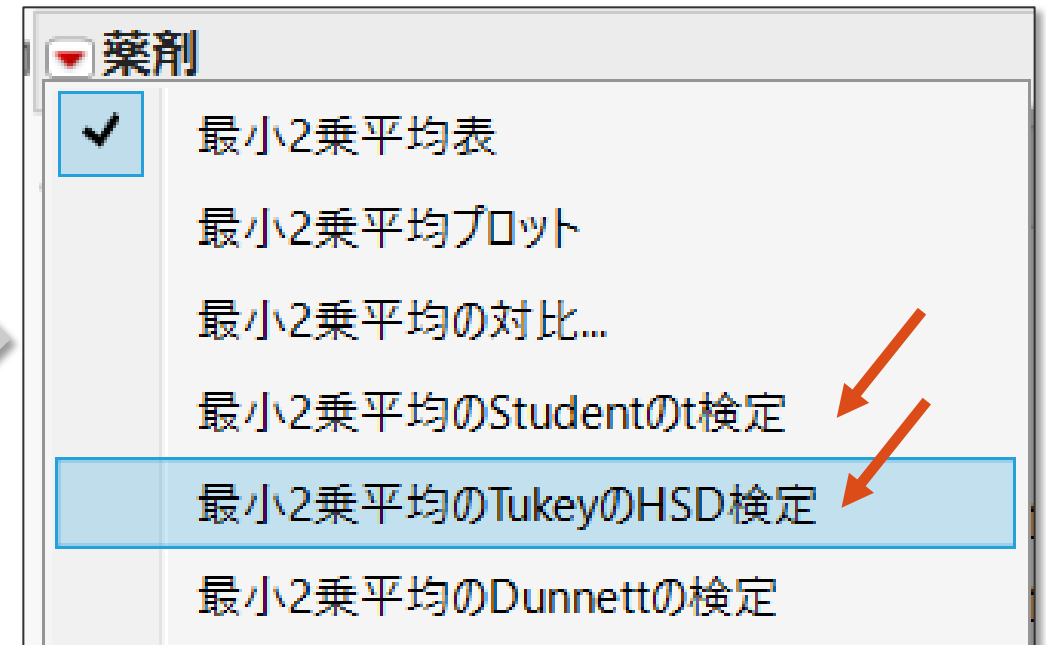 薬剤
最小2乗平均表
最小2乗平均プロット
最小2乗平均の対比...
最小2乗平均のStudentのt検定
最小2乗平均のTukeyのHSD検定
最小2乗平均のDunnettの検定